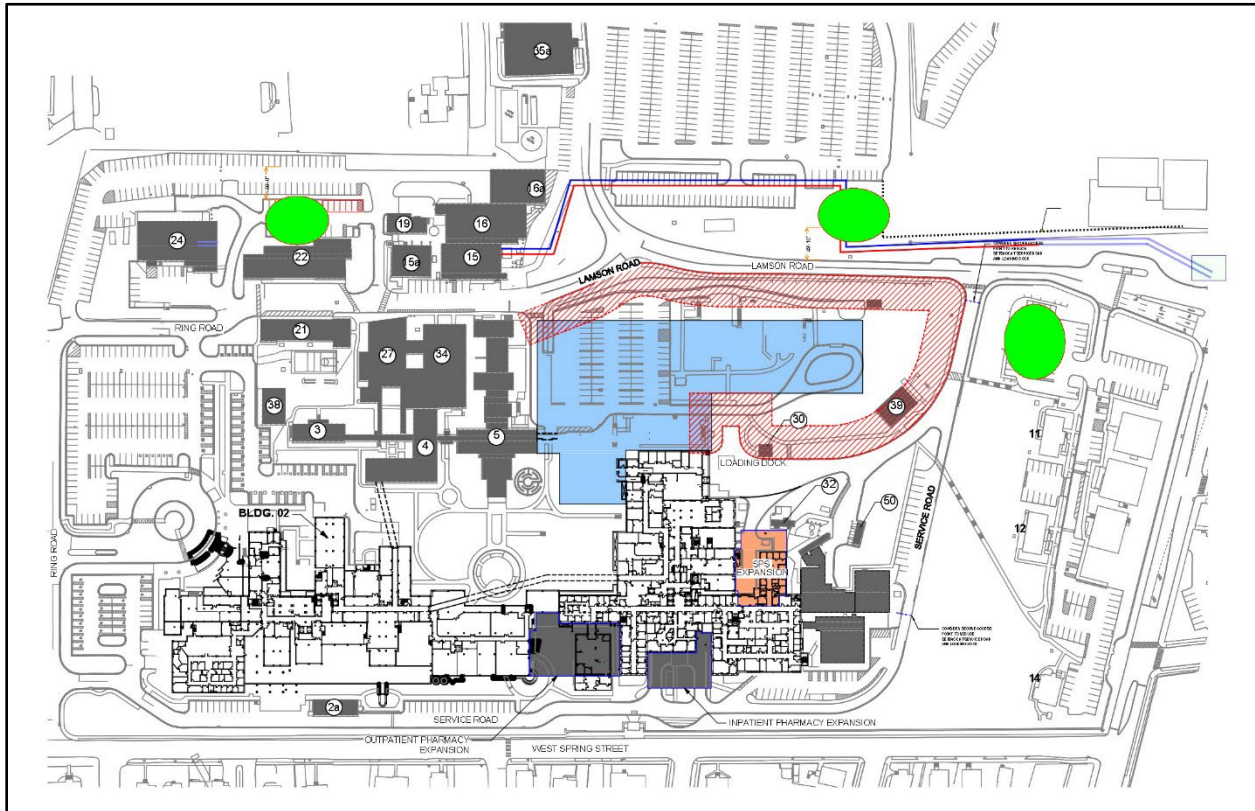 35a
16a
19
16
24
22
15a
15
49'-10"
LAMSON ROAD
LAMSON ROAD
RING ROAD
21
27
34
38
3
4
5
30
39
11
LOADING DOCK
32
50
BLDG. 02
SERVICE ROAD
12
RING ROAD
SPS
EXPANSION
14
2a
SERVICE ROAD
INPATIENT PHARMACY EXPANSION
OUTPATIENT PHARMACY
EXPANSION
WEST SPRING STREET